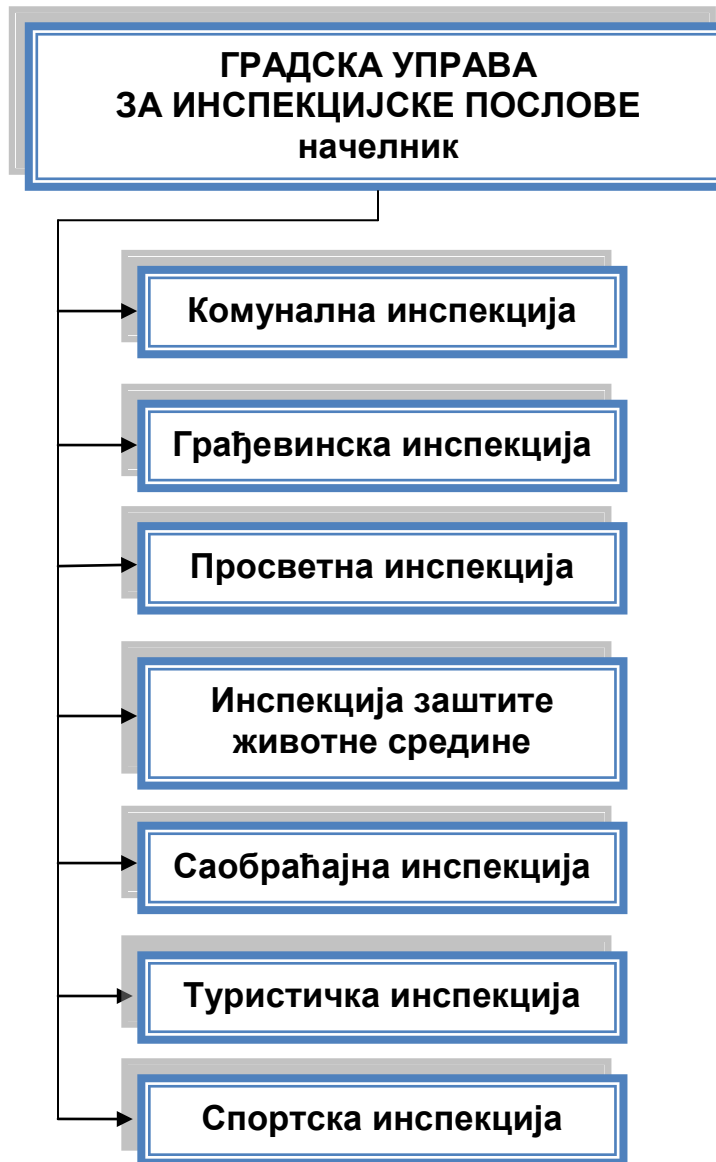 ГРАДСКА УПРАВА
ЗА ИНСПЕКЦИЈСКЕ ПОСЛОВЕ
начелник
Комунална инспекција
Грађевинска инспекција
Просветна инспекција
Инспекција заштите
животне средине
Саобраћајна инспекција
Туристичка инспекција
Спортска инспекција